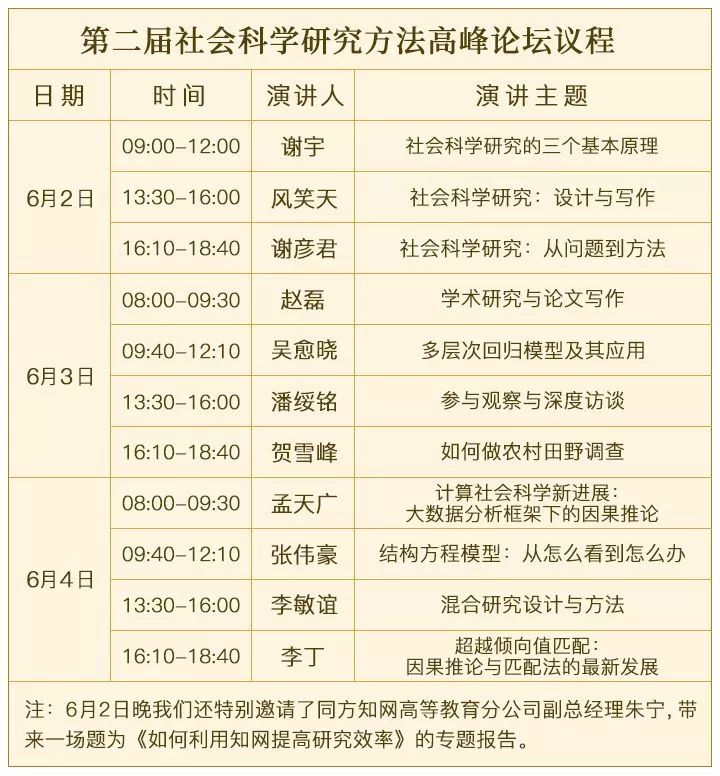 第二届社会科学研究方法高峰论坛议程
日期 时间 演讲人 演讲主题
6月2日
09:00–12:00 谢宇 社会科学研究的三个基本原理
13:30–16:00 风笑天 社会科学研究：设计与写作
16:10–18:40 谢彦君 社会科学研究：从问题到方法
6月3日
08:00–09:30 赵磊 学术研究与论文写作
09:40–12:10 吴愈晓 多层次回归模型及其应用
13:30–16:00 潘绥铭 参与观察与深度访谈
16:10–18:40 贺雪峰 如何做农村田野调查
6月4日
08:00–09:30 孟天广 计算社会科学新进展：
大数据分析框架下的因果推论
09:40–12:10 张伟豪 结构方程模型：从怎么看到怎么办
13:30–16:00 李敏谊 混合研究设计与方法
16:10–18:40 李丁 超越倾向值匹配：
因果推论与匹配法的最新发展
注：6月2日晚我们还特别邀请了同方知网高等教育分公司副总经理朱宁，带
来一场题为《如何利用知网提高研究效率》的专题报告。